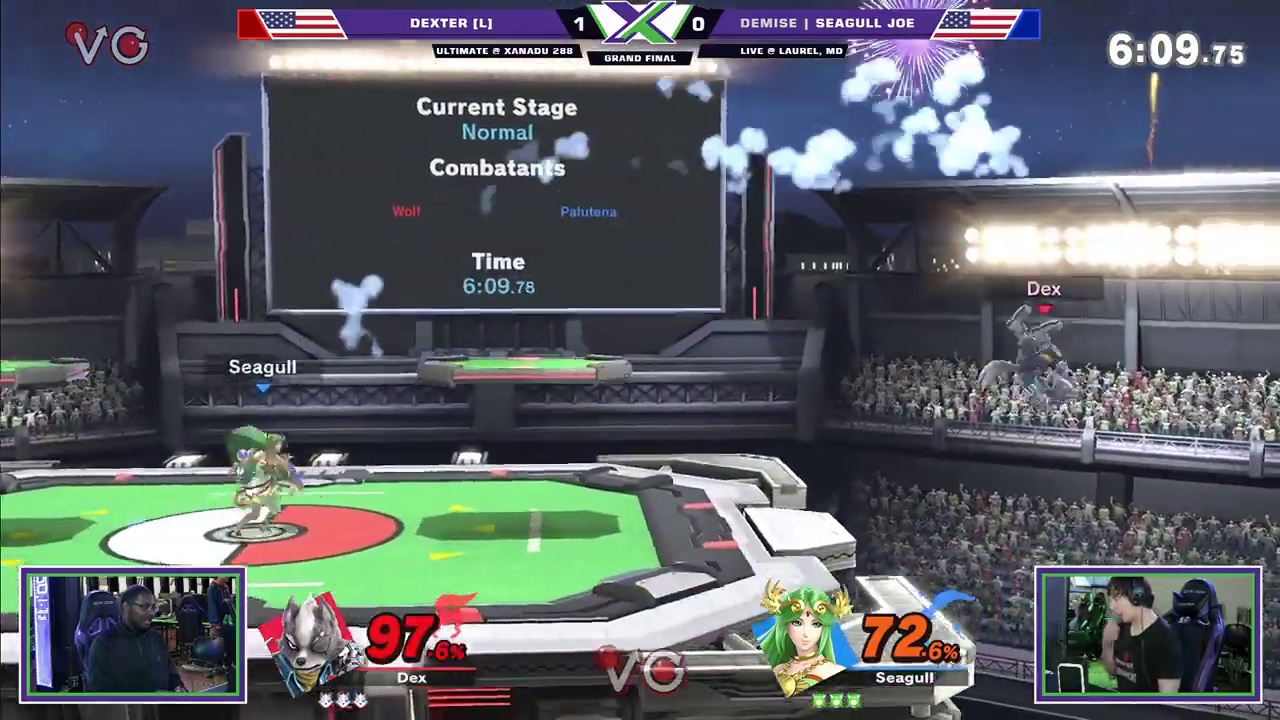 DEXTER [L] 1 0 DEMISE | SEAGULL JOE
ULTIMATE @ XANADU 288 GRAND FINAL LIVE @ LAUREL, MD
VG
6:09.75
Current Stage
Normal
Combatants
Wolf Palutena
Time
6:09.78
Dex
Seagull
97.6% 72.6%
Dex VG Seagull